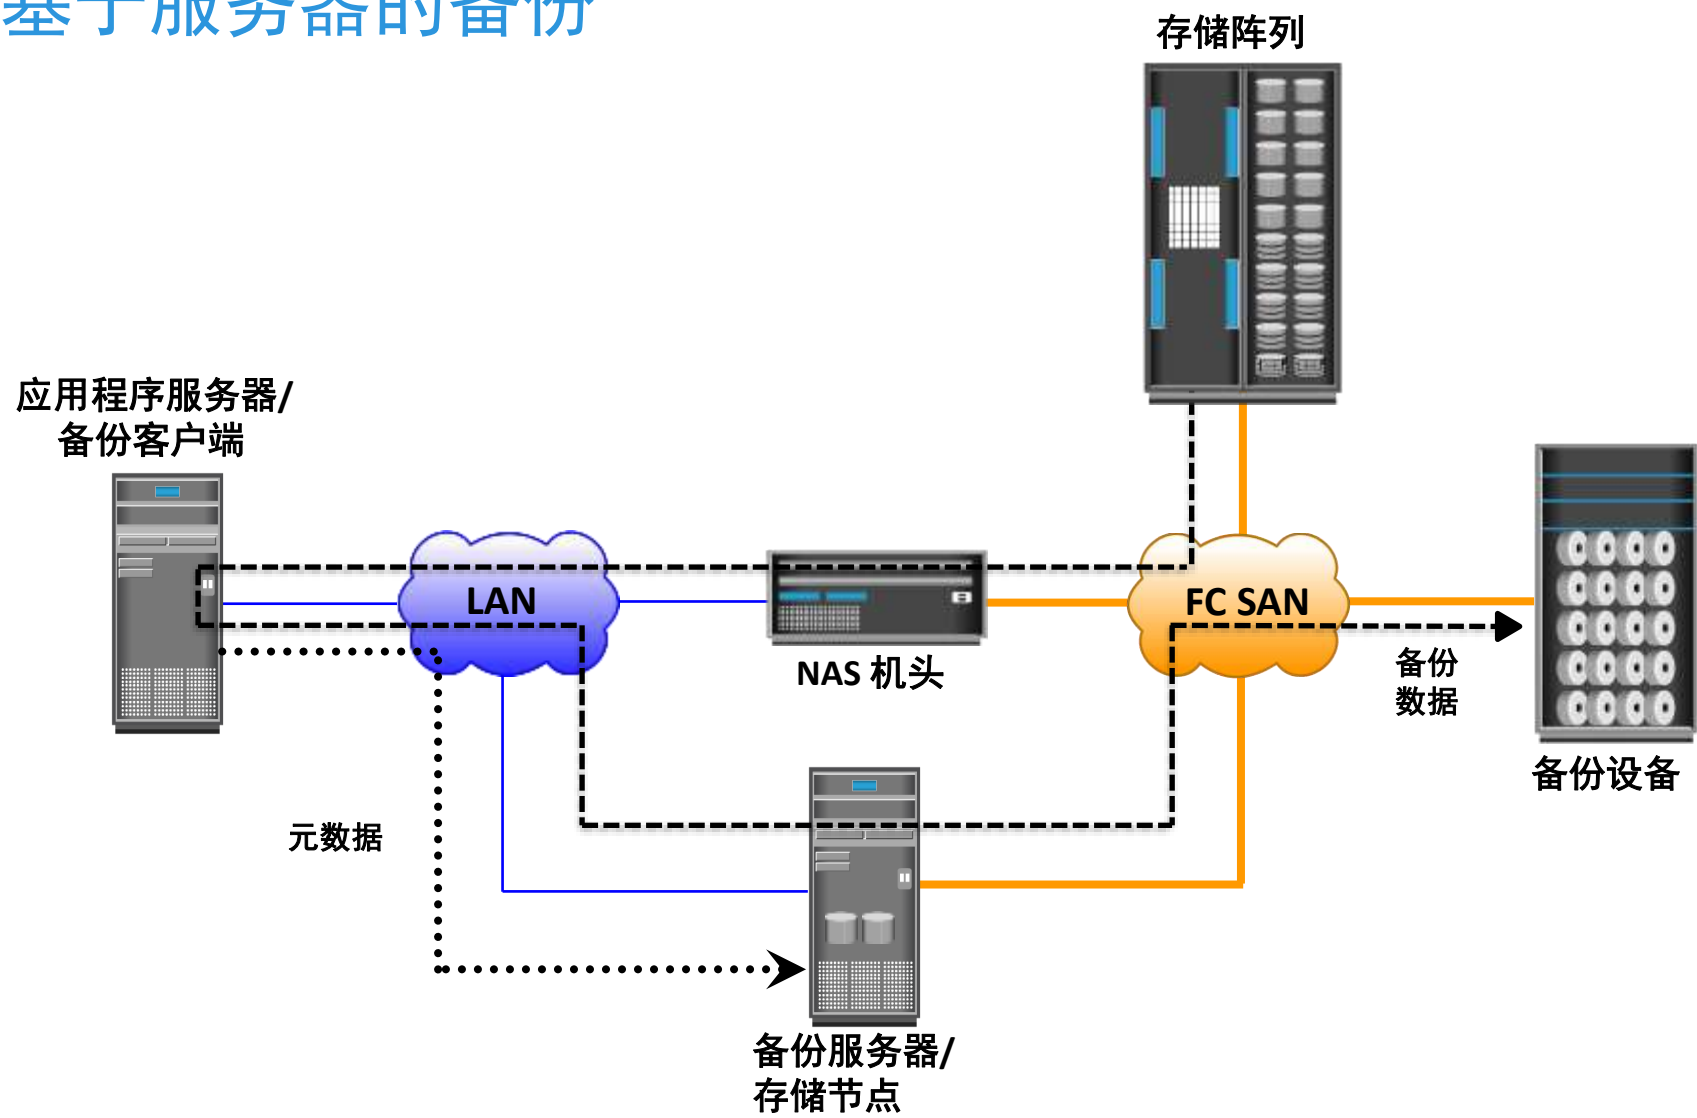 基于服务器的备份
存储阵列
应用程序服务器/
备份客户端
LAN
FC SAN
NAS 机头
备份
数据
备份设备
元数据
备份服务器/
存储节点